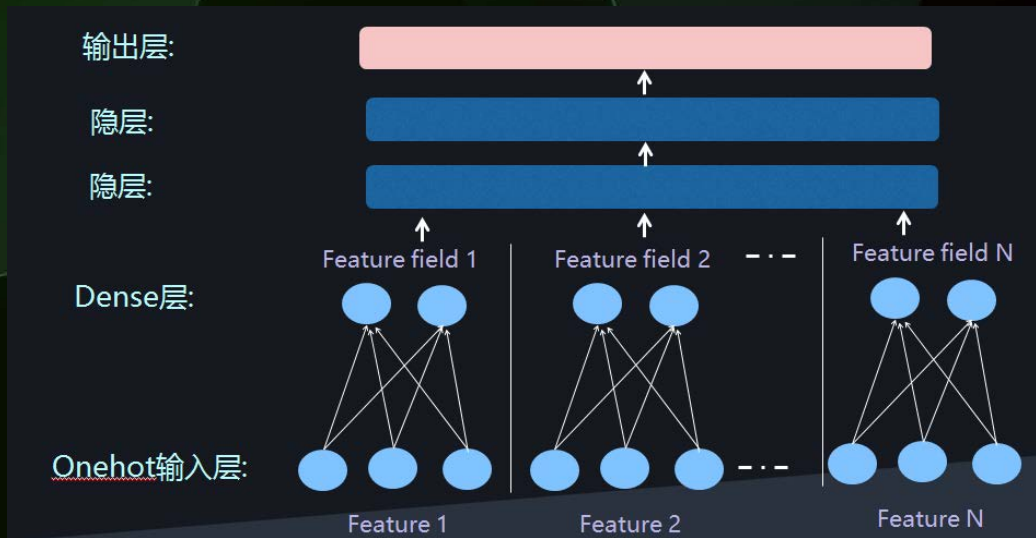 输出层:
隐层:
隐层:
Feature field 1
Feature field 2
Feature field N
Dense层:
Onehot输入层:
Feature 1
Feature 2
Feature N